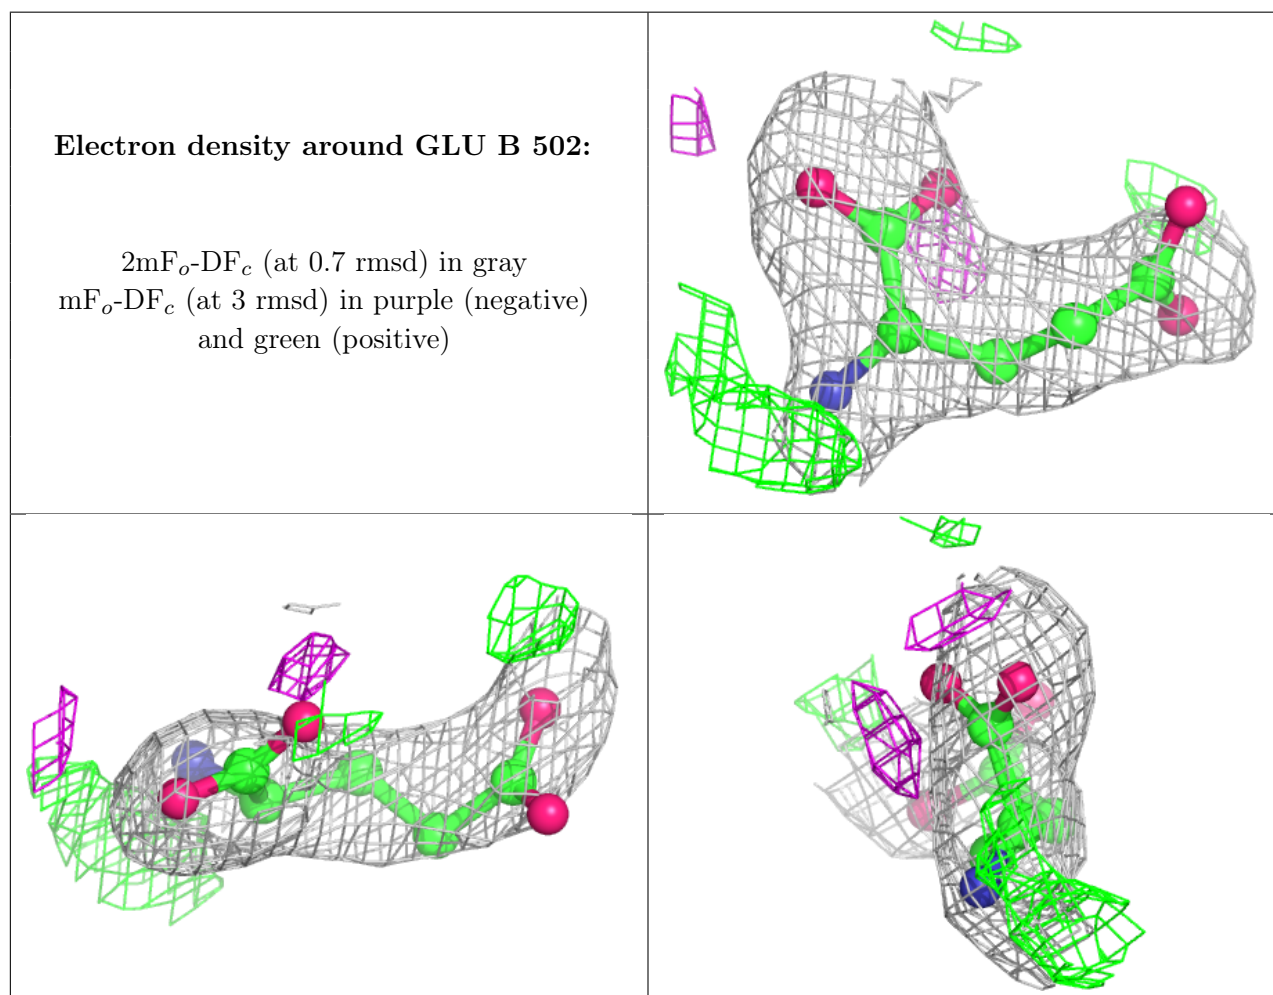 Electron density around GLU B 502:
2mFo-DFc (at 0.7 rmsd) in gray
mFo-DFc (at 3 rmsd) in purple (negative)
and green (positive)